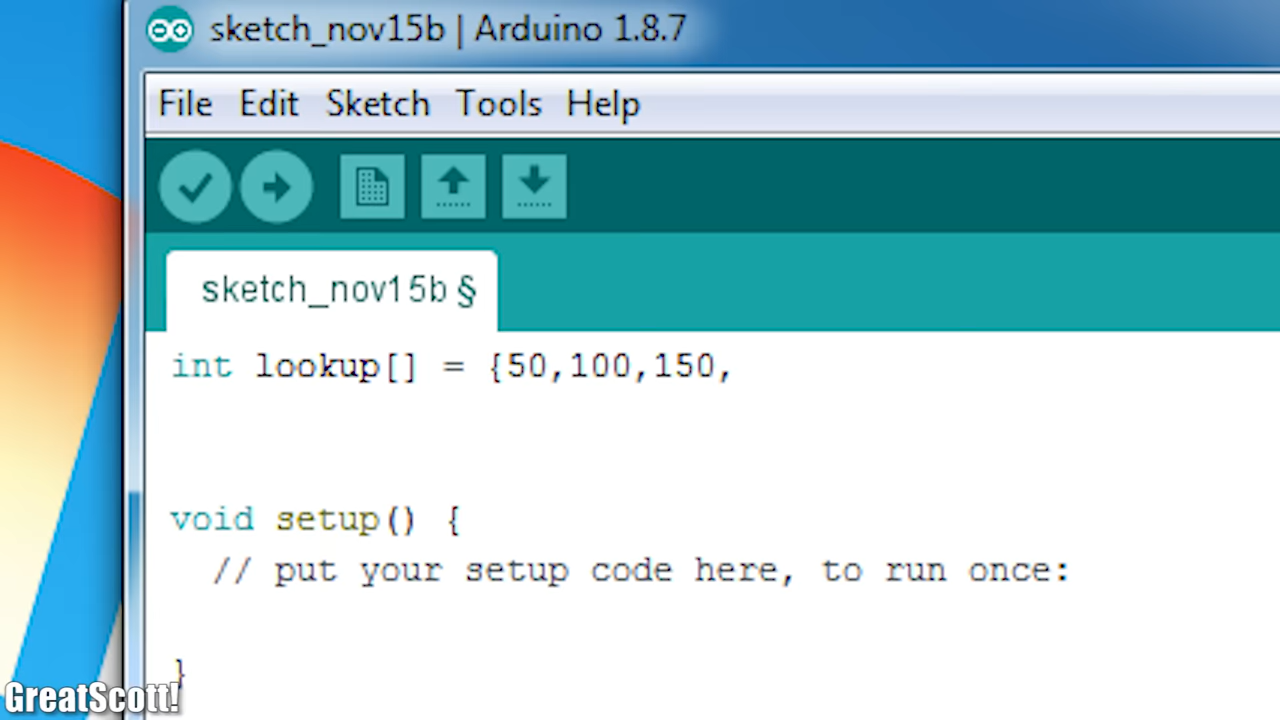 sketch_nov15b | Arduino 1.8.7
File Edit Sketch Tools Help
sketch_nov15b §
int lookup[] = {50,100,150,
void setup() {
// put your setup code here, to run once:
}
GreatScott!